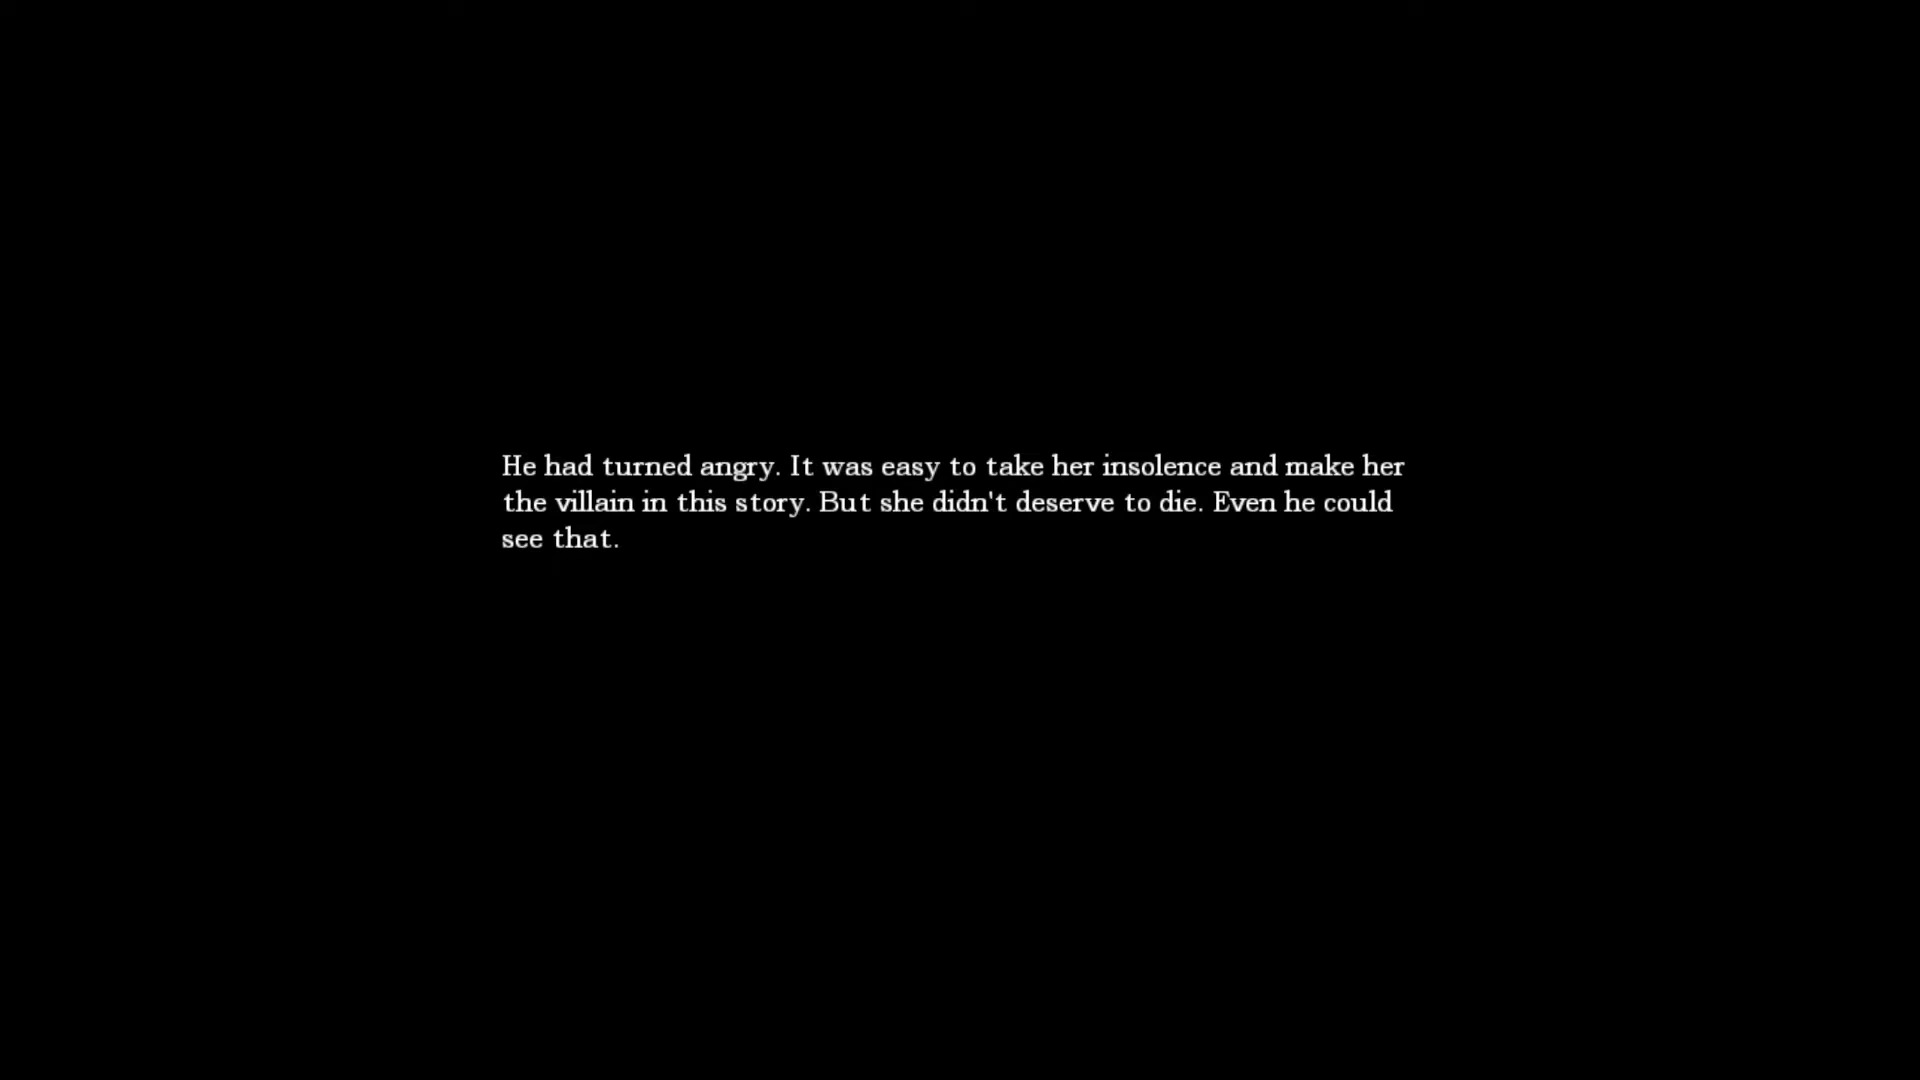 He had turned angry. It was easy to take her insolence and make her
the villain in this story. But she didn't deserve to die. Even he could
see that.